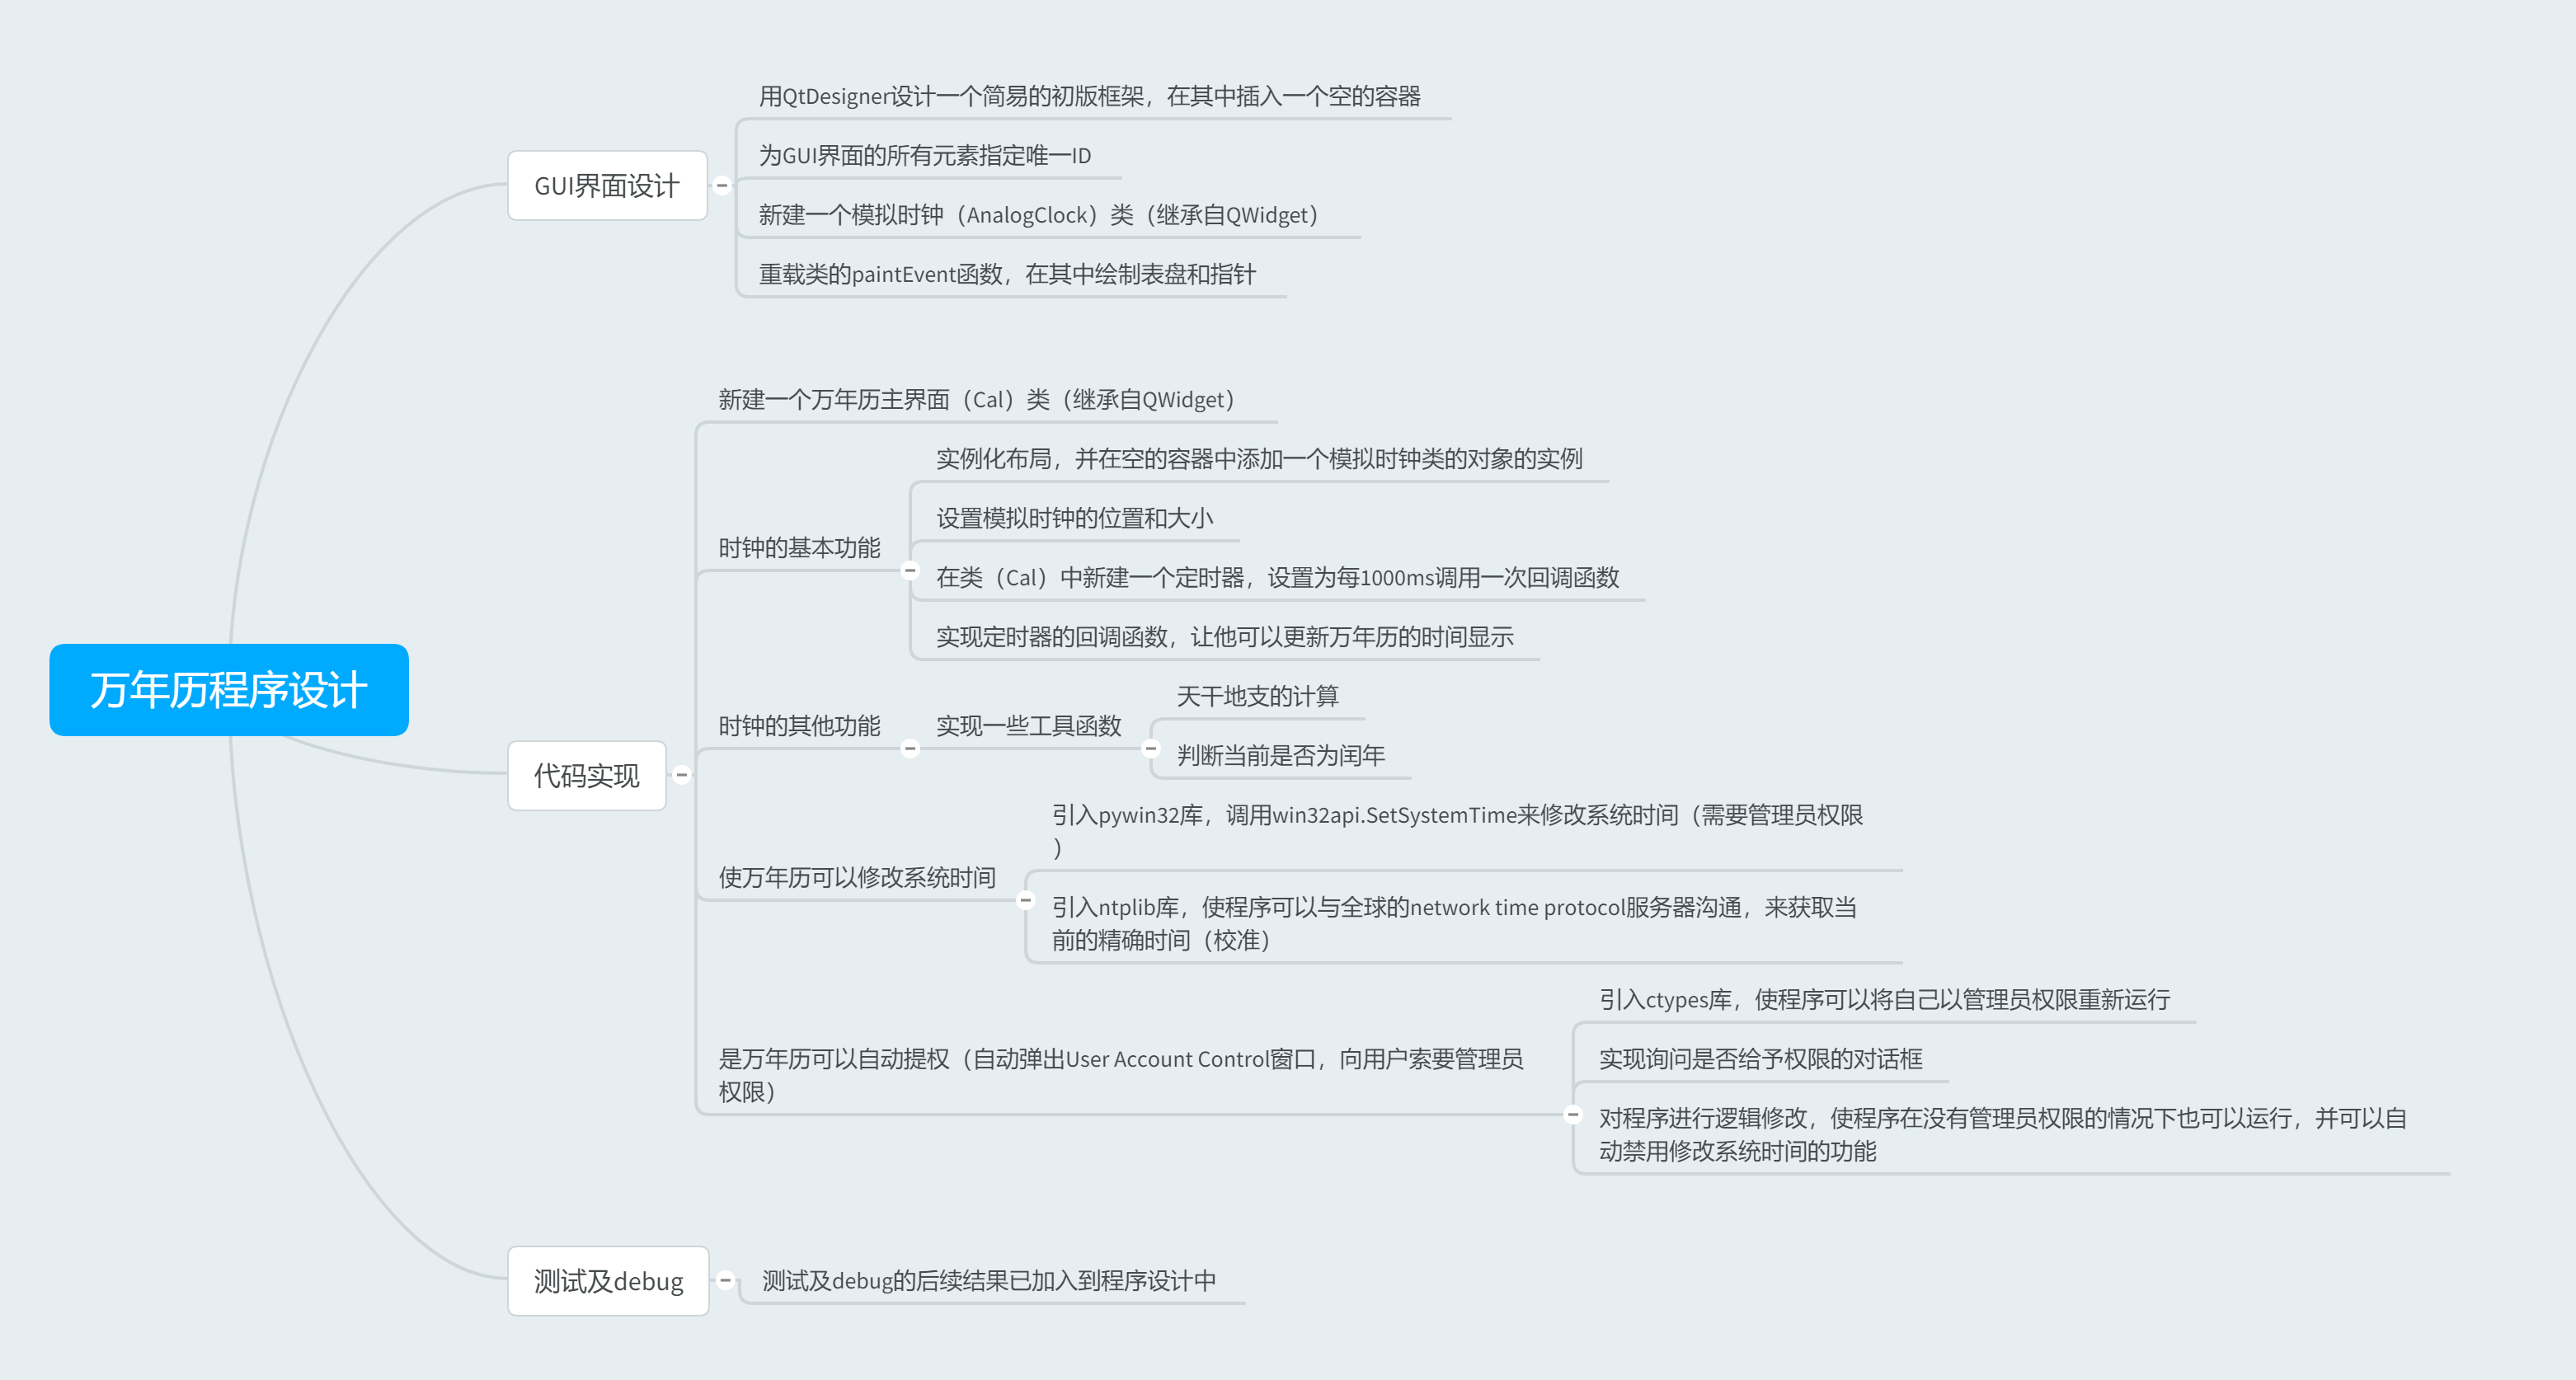 万年历程序设计
GUI界面设计
用QtDesigner设计一个简易的初版框架，在其中插入一个空的容器
为GUI界面的所有元素指定唯一ID
新建一个模拟时钟（AnalogClock）类（继承自QWidget）
重载类的paintEvent函数，在其中绘制表盘和指针
代码实现
新建一个万年历主界面（Cal）类（继承自QWidget）
时钟的基本功能
实例化布局，并在空的容器中添加一个模拟时钟类的对象的实例
设置模拟时钟的位置和大小
在类（Cal）中新建一个定时器，设置为每1000ms调用一次回调函数
实现定时器的回调函数，让他可以更新万年历的时间显示
时钟的其他功能
实现一些工具函数
天干地支的计算
判断当前是否为闰年
使万年历可以修改系统时间
引入pywin32库，调用win32api.SetSystemTime来修改系统时间（需要管理员权限
）
引入ntplib库，使程序可以与全球的network time protocol服务器沟通，来获取当
前的精确时间（校准）
是万年历可以自动提权（自动弹出User Account Control窗口，向用户索要管理员
权限）
引入ctypes库，使程序可以将自己以管理员权限重新运行
实现询问是否给予权限的对话框
对程序进行逻辑修改，使程序在没有管理员权限的情况下也可以运行，并可以自
动禁用修改系统时间的功能
测试及debug
测试及debug的后续结果已加入到程序设计中